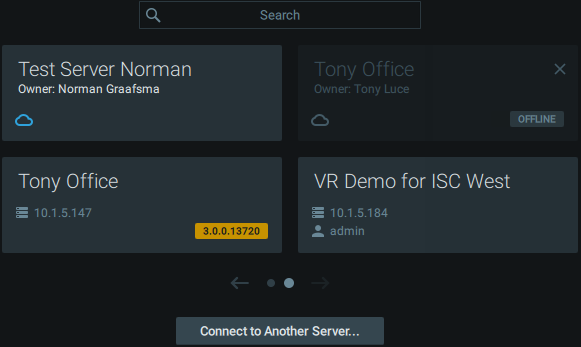 Search
Test Server Norman
Owner: Norman Graafsma
Tony Office
Owner: Tony Luce
OFFLINE
Tony Office
10.1.5.147
3.0.0.13720
VR Demo for ISC West
10.1.5.184
admin
Connect to Another Server...